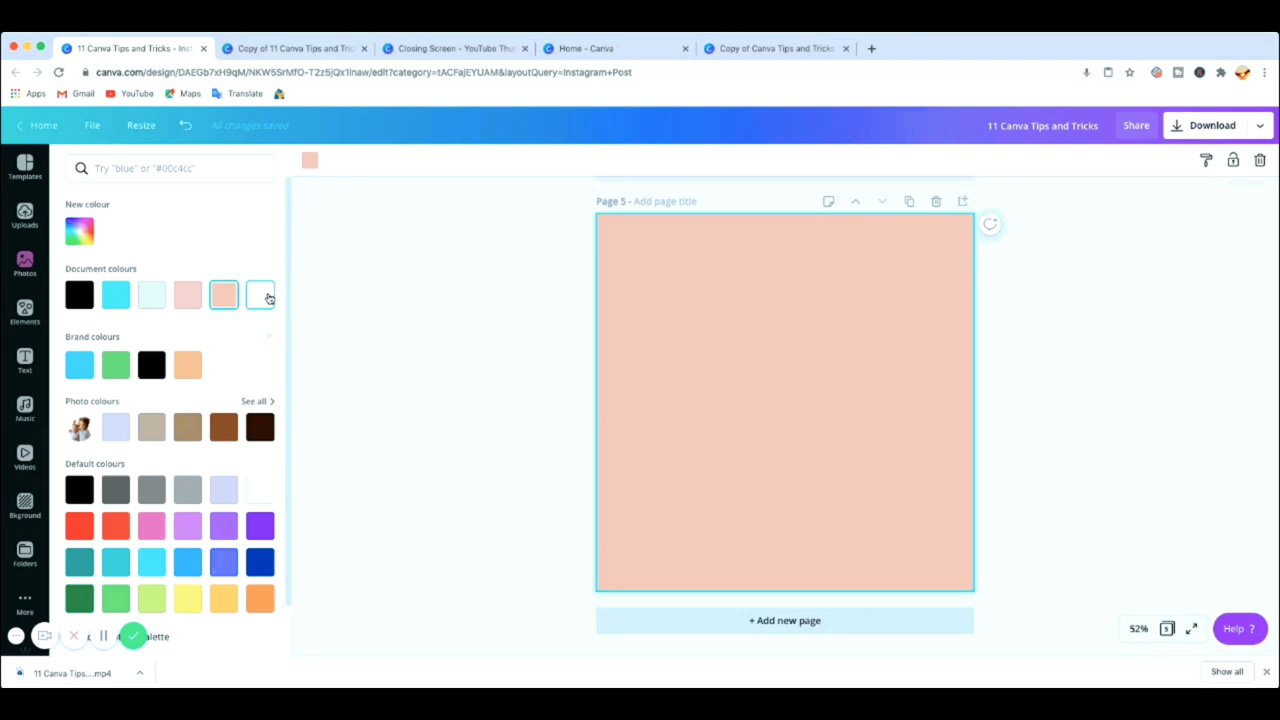 11 Canva Tips and Tricks - Inst
Copy of 11 Canva Tips and Tric
Closing Screen - YouTube Thu
Home - Canva
Copy of Canva Tips and Tricks
canva.com/design/DAEGb7xH9qM/NKW5SrMfO-T2z5jQx1lnaw/edit?category=tACFajEYUAM&layoutQuery=Instagram+Post
Apps
Gmail
YouTube
Maps
Translate
Home
File
Resize
All changes saved
11 Canva Tips and Tricks
Share
Download
Templates
Uploads
Photos
Elements
Text
Music
Videos
Bkground
Folders
More
Try "blue" or "#00c4cc"
New colour
Document colours
Brand colours
Photo colours
See all >
Default colours
alette
Page 5 - Add page title
+ Add new page
52%
5
Help ?
11 Canva Tips....mp4
Show all